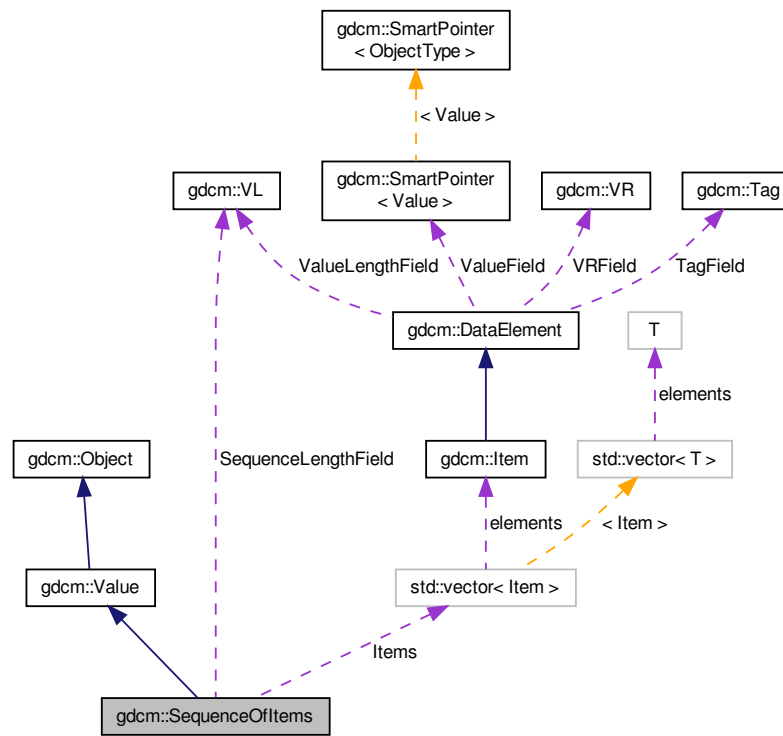 gdcm::SmartPointer
< ObjectType >
< Value >
gdcm::VL
gdcm::SmartPointer
< Value >
gdcm::VR
gdcm::Tag
ValueLengthField
ValueField
VRField
TagField
gdcm::DataElement
T
elements
gdcm::Object
SequenceLengthField
gdcm::Item
std::vector< T >
elements
< Item >
gdcm::Value
std::vector< Item >
Items
gdcm::SequenceOfItems